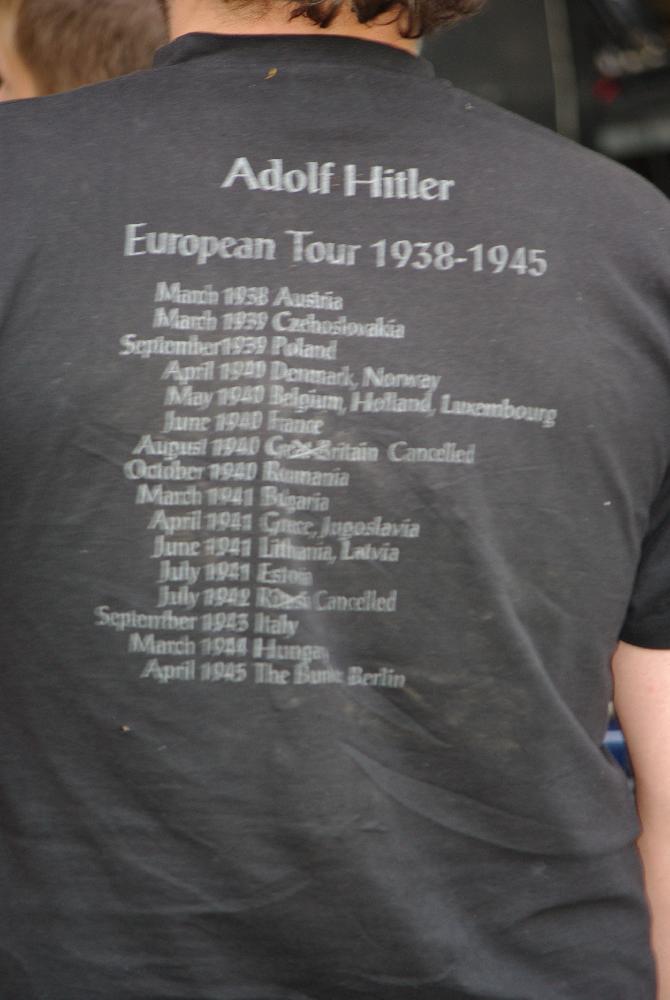 Adolf Hitler
European Tour 1938-1945
March 1938 Austria
March 1939 Czehoslovakia
September1939 Poland
April 1940 Denmark, Norway
May 1940 Belgium, Holland, Luxembourg
June 1940 France
August 1940 Britain Cancelled
October 1940 Rumania
March 1941 Bulgaria
April 1941 Jugoslavia
June 1941 Lithania, Latvia
July 1941
July 1942 Cancelled
September 1943 Italy
March 1944
April 1945 The Berlin